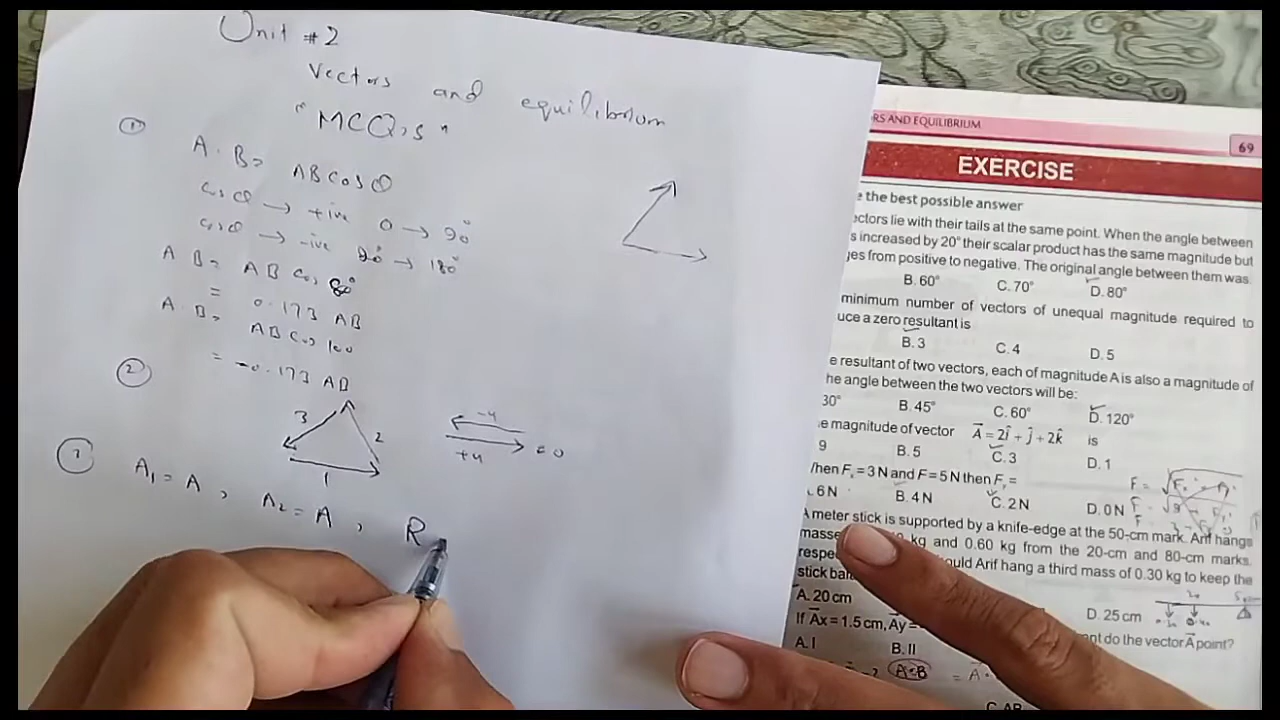 Unit #2
Vectors and equilibrium
"MCQ,s"
①
A . B = AB Cos θ
Cos θ → +ive 0 → 90°
Cos θ → -ive 90° → 180°
A B = A B Cos 80°
= 0.173 AB
A . B = AB Cos 100
= -0.173 AB
②
3
2
1
-4
+4
=0
A₁ = A , A₂ = A , R
RS AND EQUILIBRIUM
69
EXERCISE
e the best possible answer
ectors lie with their tails at the same point. When the angle between
s increased by 20° their scalar product has the same magnitude but
ges from positive to negative. The original angle between them was
B. 60° C. 70° D. 80°
minimum number of vectors of unequal magnitude required to
uce a zero resultant is
B. 3 C. 4 D. 5
e resultant of two vectors, each of magnitude A is also a magnitude of
he angle between the two vectors will be:
30° B. 45° C. 60° D. 120°
e magnitude of vector A⃗ = 2î + ĵ + 2k̂ is
9 B. 5 C. 3 D. 1
When Fₓ = 3 N and F = 5 N then Fᵧ =
6 N B. 4 N C. 2 N D. 0 N
A meter stick is supported by a knife-edge at the 50-cm mark. Arif hangs
masse kg and 0.60 kg from the 20-cm and 80-cm marks.
respec ould Arif hang a third mass of 0.30 kg to keep the
stick bal
A. 20 cm D. 25 cm
If A⃗x = 1.5 cm, A⃗y = nt do the vector A⃗ point?
A. I B. II
A·B
C. AB